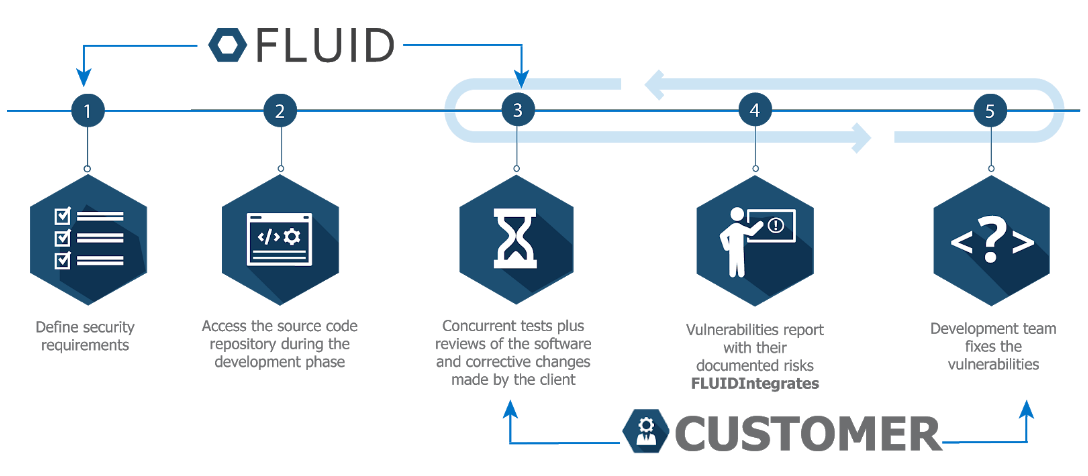 FLUID
1
2
3
4
5
</>
<?>
Define security
requirements
Access the source code
repository during the
development phase
Concurrent tests plus
reviews of the software
and corrective changes
made by the client
Vulnerabilities report
with their
documented risks
FLUIDIntegrates
Development team
fixes the
vulnerabilities
CUSTOMER